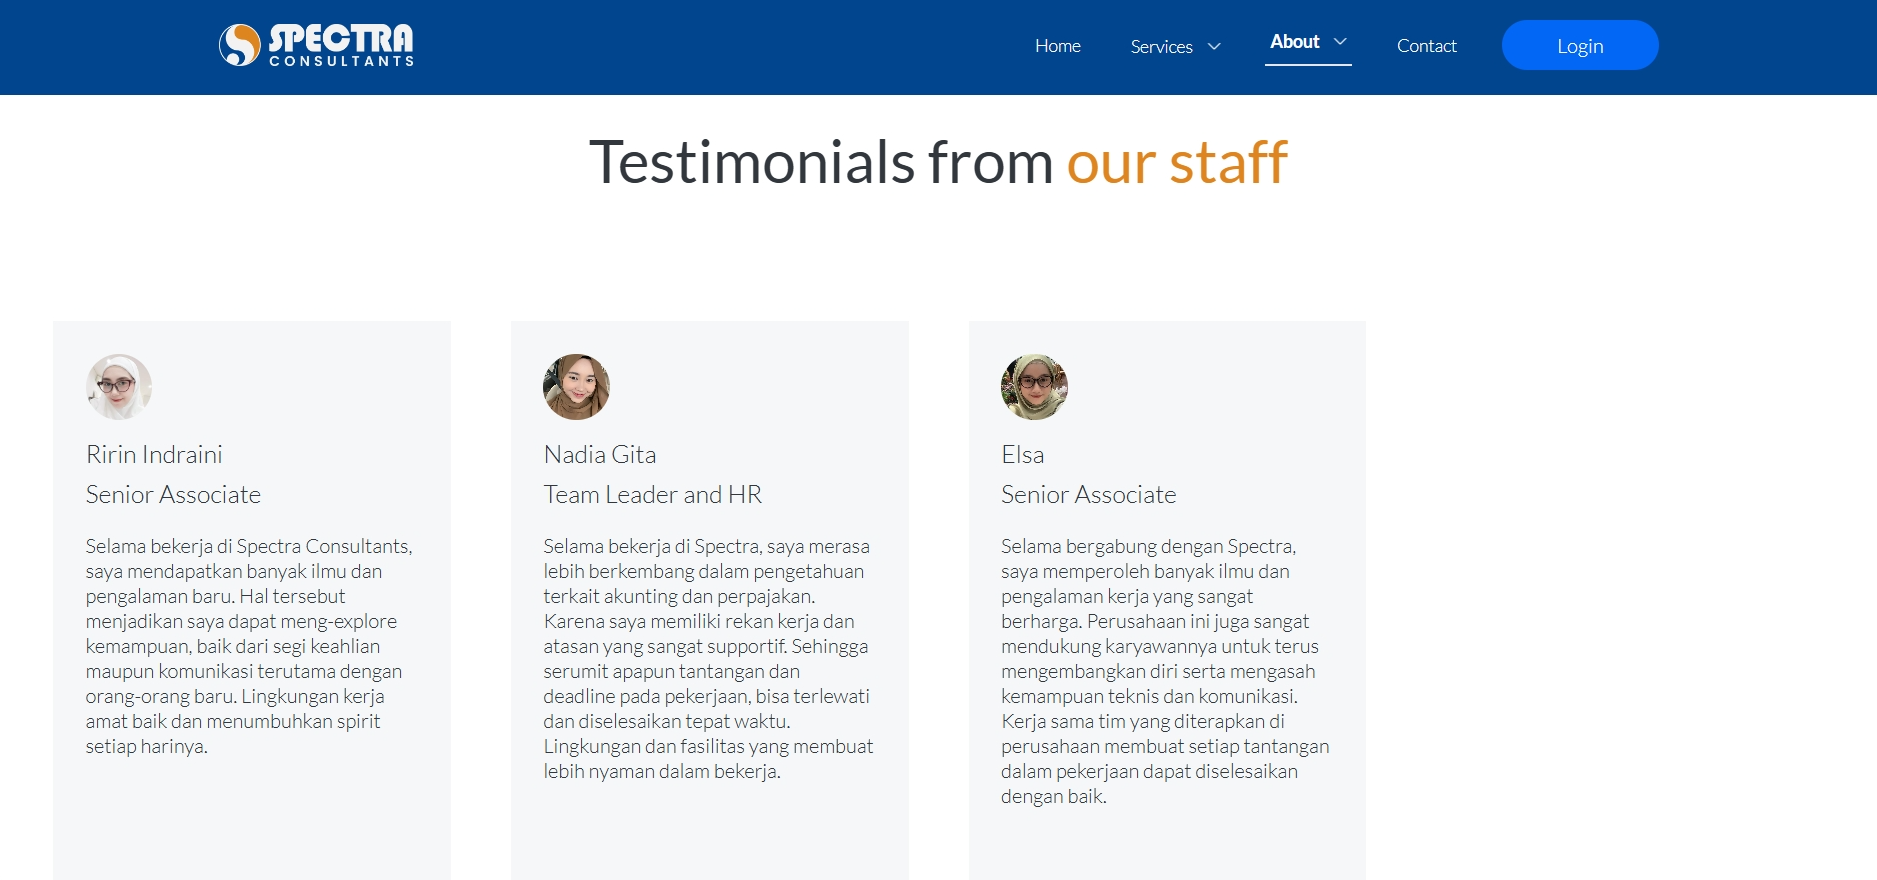 SPECTRA
CONSULTANTS
Home
Services
About
Contact
Login
Testimonials from our staff
Ririn Indraini
Senior Associate
Selama bekerja di Spectra Consultants,
saya mendapatkan banyak ilmu dan
pengalaman baru. Hal tersebut
menjadikan saya dapat meng-explore
kemampuan, baik dari segi keahlian
maupun komunikasi terutama dengan
orang-orang baru. Lingkungan kerja
amat baik dan menumbuhkan spirit
setiap harinya.
Nadia Gita
Team Leader and HR
Selama bekerja di Spectra, saya merasa
lebih berkembang dalam pengetahuan
terkait akunting dan perpajakan.
Karena saya memiliki rekan kerja dan
atasan yang sangat supportif. Sehingga
serumit apapun tantangan dan
deadline pada pekerjaan, bisa terlewati
dan diselesaikan tepat waktu.
Lingkungan dan fasilitas yang membuat
lebih nyaman dalam bekerja.
Elsa
Senior Associate
Selama bergabung dengan Spectra,
saya memperoleh banyak ilmu dan
pengalaman kerja yang sangat
berharga. Perusahaan ini juga sangat
mendukung karyawannya untuk terus
mengembangkan diri serta mengasah
kemampuan teknis dan komunikasi.
Kerja sama tim yang diterapkan di
perusahaan membuat setiap tantangan
dalam pekerjaan dapat diselesaikan
dengan baik.